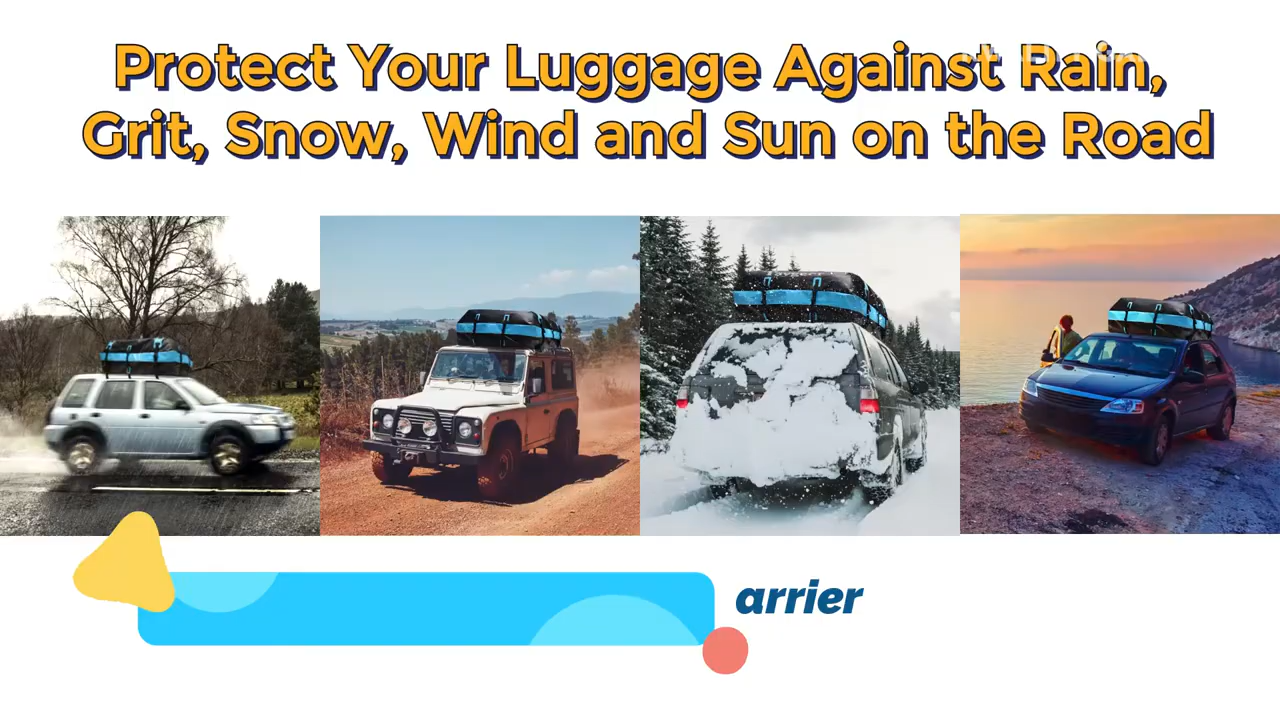 Protect Your Luggage Against Rain,
Grit, Snow, Wind and Sun on the Road
arrier